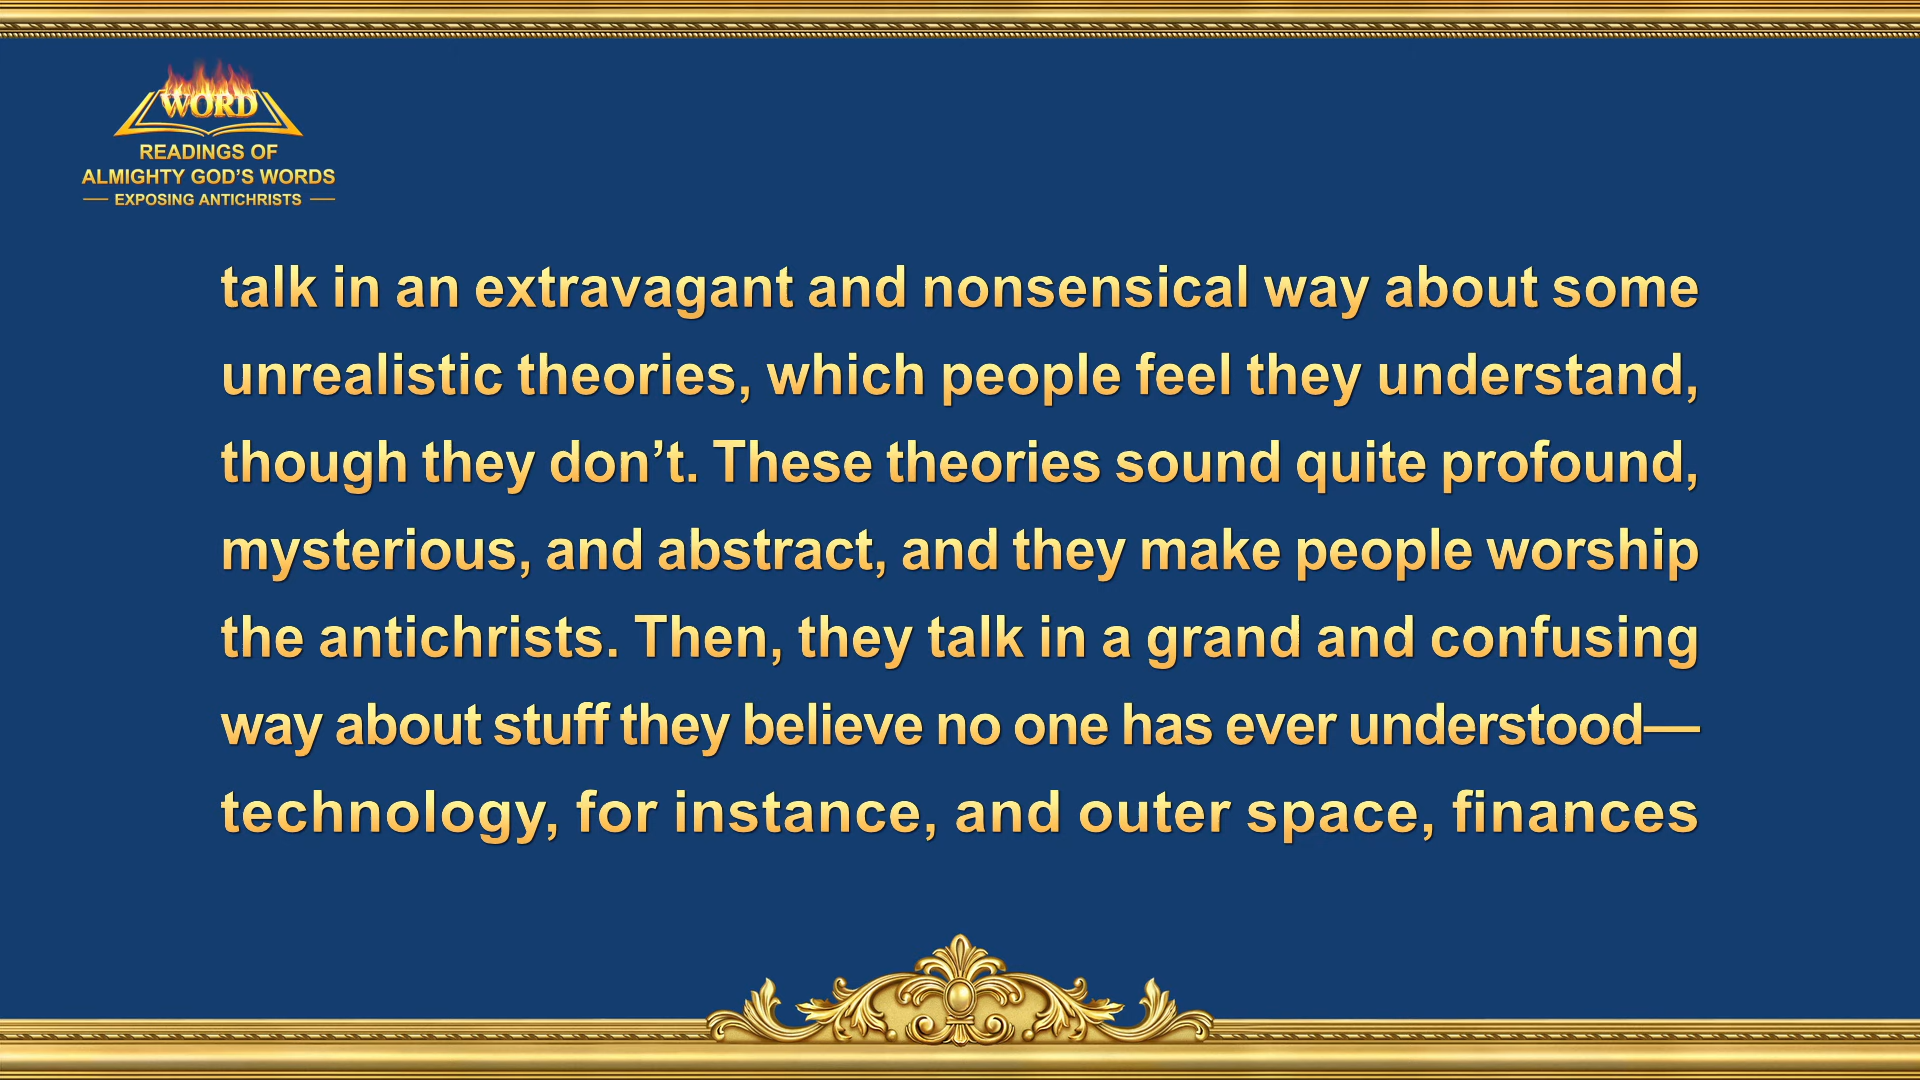 WORD
READINGS OF
ALMIGHTY GOD’S WORDS
EXPOSING ANTICHRISTS
talk in an extravagant and nonsensical way about some
unrealistic theories, which people feel they understand,
though they don’t. These theories sound quite profound,
mysterious, and abstract, and they make people worship
the antichrists. Then, they talk in a grand and confusing
way about stuff they believe no one has ever understood—
technology, for instance, and outer space, finances